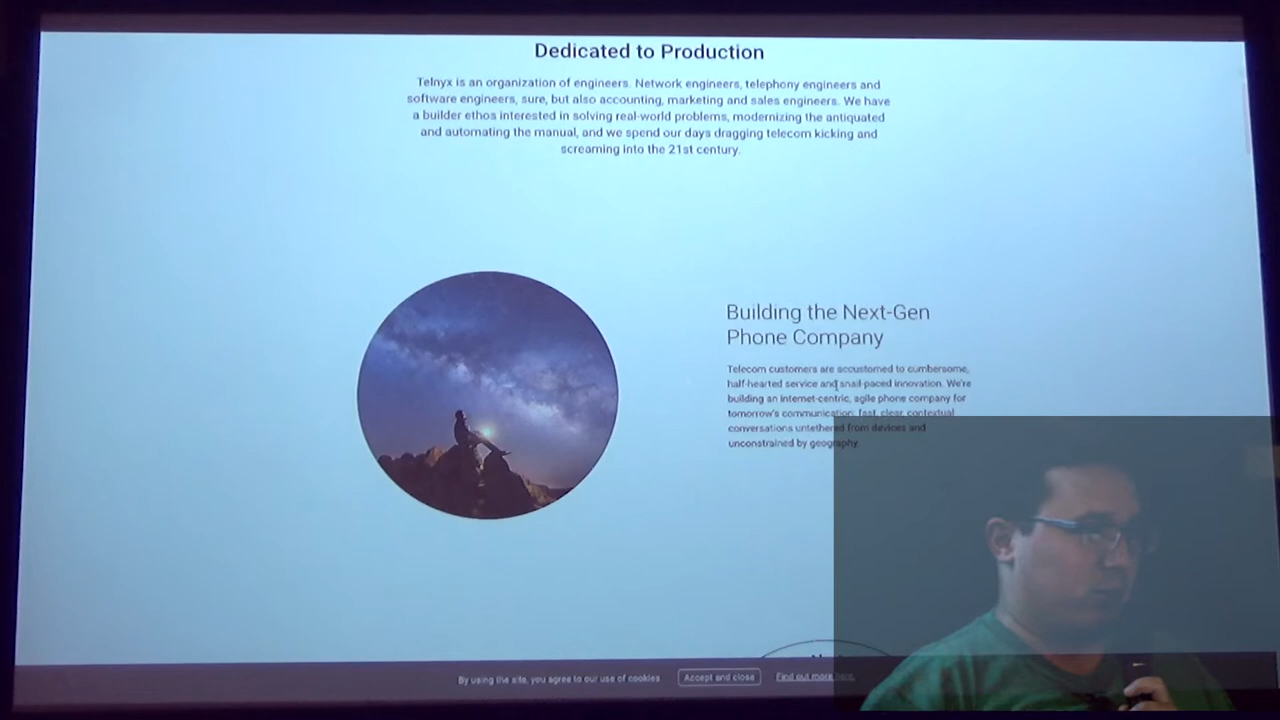 Dedicated to Production
Telnyx is an organization of engineers. Network engineers, telephony engineers and
software engineers, sure, but also accounting, marketing and sales engineers. We have
a builder ethos interested in solving real-world problems, modernizing the antiquated
and automating the manual, and we spend our days dragging telecom kicking and
screaming into the 21st century.
Building the Next-Gen
Phone Company
Telecom customers are accustomed to cumbersome,
half-hearted service and snail-paced innovation. We're
building an internet-centric, agile phone company for
tomorrow's communication: fast, clear, contextual
conversations untethered from devices and
unconstrained by geography.
By using the site, you agree to our use of cookies
Accept and close
Find out more here.